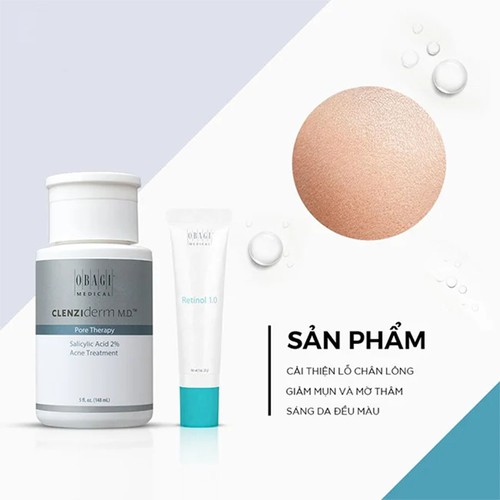 OBAGI
MEDICAL
CLENZIderm M.D.™
Pore Therapy
Salicylic Acid 2%
Acne Treatment
5 fl. oz. (148 mL)
OBAGI
MEDICAL
Retinol 1.0
SẢN PHẨM
CẢI THIỆN LỖ CHÂN LÔNG
GIẢM MỤN VÀ MỜ THÂM
SÁNG DA ĐỀU MÀU